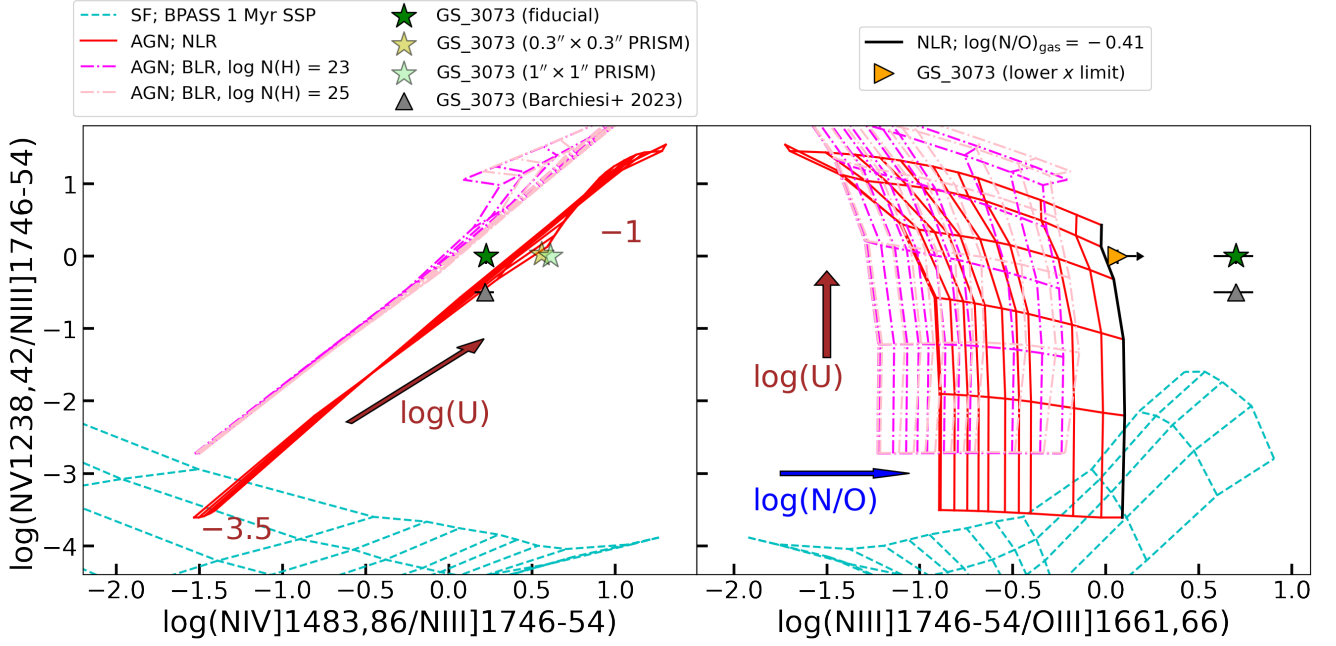 SF; BPASS 1 Myr SSP
AGN; NLR
AGN; BLR, log N(H) = 23
AGN; BLR, log N(H) = 25
GS_3073 (fiducial)
GS_3073 (0.3′′ × 0.3′′ PRISM)
GS_3073 (1′′ × 1′′ PRISM)
GS_3073 (Barchiesi+ 2023)
NLR; log(N/O)gas = −0.41
GS_3073 (lower x limit)
log(NV1238,42/NIII]1746-54)
1
0
−1
−2
−3
−4
−1
log(U)
−3.5
log(U)
log(N/O)
−2.0 −1.5 −1.0 −0.5 0.0 0.5 1.0
−2.0 −1.5 −1.0 −0.5 0.0 0.5 1.0
log(NIV]1483,86/NIII]1746-54)
log(NIII]1746-54/OIII]1661,66)